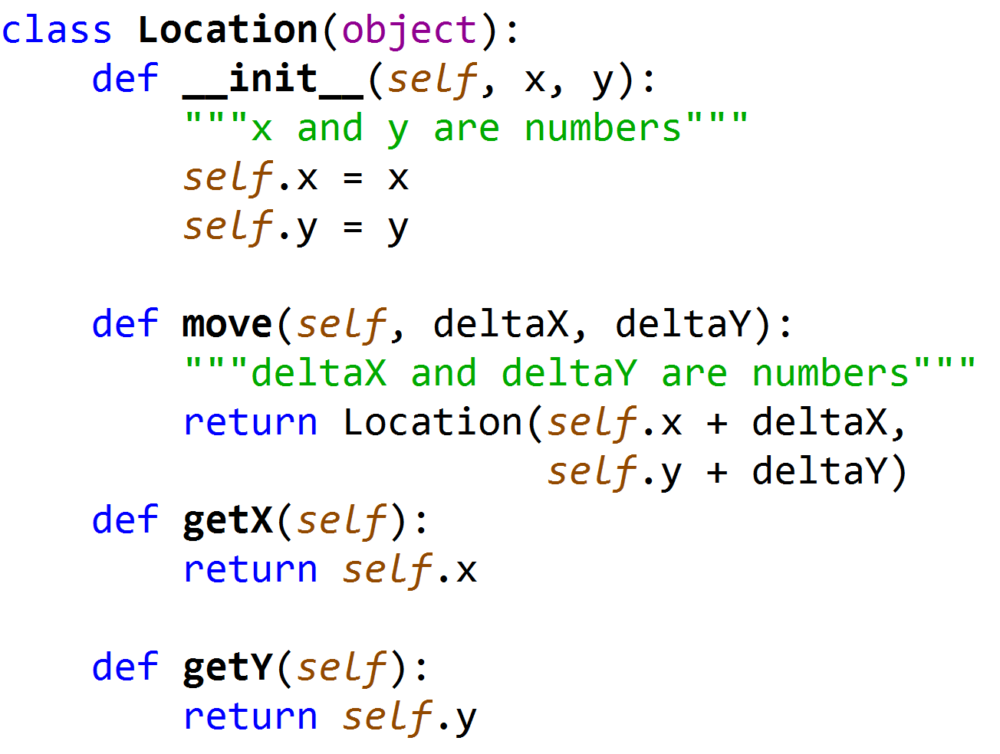 class Location(object):
    def __init__(self, x, y):
        """x and y are numbers"""
        self.x = x
        self.y = y

    def move(self, deltaX, deltaY):
        """deltaX and deltaY are numbers"""
        return Location(self.x + deltaX,
                        self.y + deltaY)
    def getX(self):
        return self.x

    def getY(self):
        return self.y